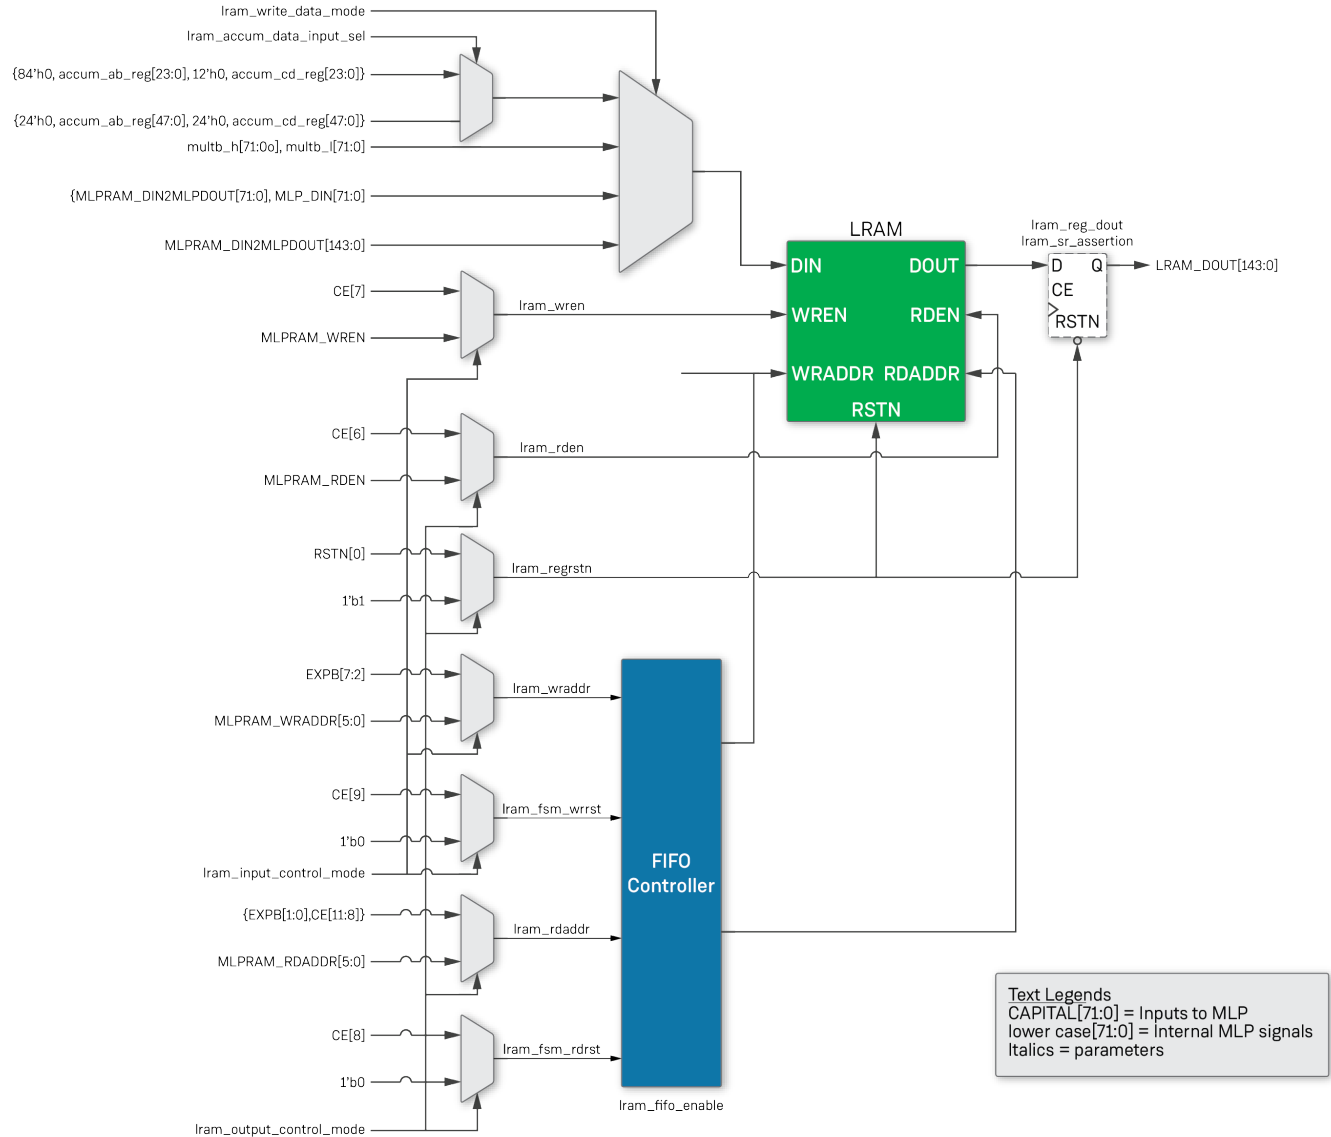 lram_write_data_mode
lram_accum_data_input_sel
{84'h0, accum_ab_reg[23:0], 12'h0, accum_cd_reg[23:0]}
{24'h0, accum_ab_reg[47:0], 24'h0, accum_cd_reg[47:0]}
multb_h[71:0o], multb_l[71:0]
{MLPRAM_DIN2MLPDOUT[71:0], MLP_DIN[71:0]
MLPRAM_DIN2MLPDOUT[143:0]
LRAM
DIN
DOUT
WREN
RDEN
WRADDR
RDADDR
RSTN
lram_reg_dout
lram_sr_assertion
D
Q
CE
RSTN
LRAM_DOUT[143:0]
CE[7]
MLPRAM_WREN
lram_wren
CE[6]
MLPRAM_RDEN
lram_rden
RSTN[0]
1'b1
lram_regrstn
EXPB[7:2]
MLPRAM_WRADDR[5:0]
lram_wraddr
CE[9]
1'b0
lram_fsm_wrrst
lram_input_control_mode
{EXPB[1:0],CE[11:8]}
MLPRAM_RDADDR[5:0]
lram_rdaddr
CE[8]
1'b0
lram_fsm_rdrst
lram_output_control_mode
FIFO
Controller
lram_fifo_enable
Text Legends
CAPITAL[71:0] = Inputs to MLP
lower case[71:0] = Internal MLP signals
Italics = parameters